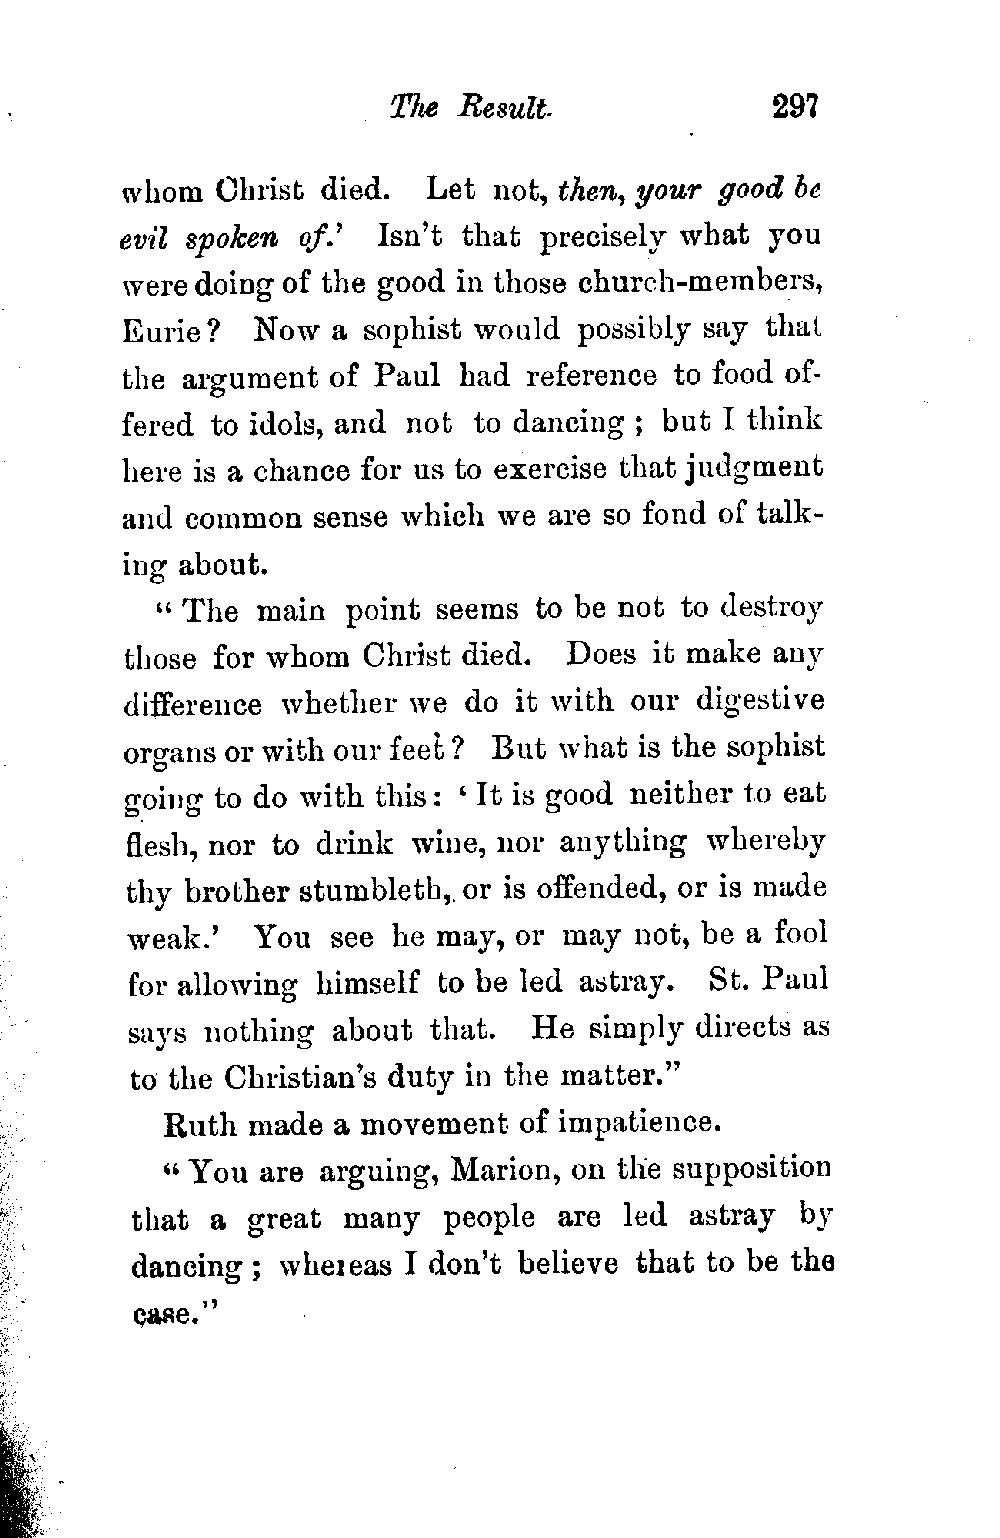 The Result. 297
whom Christ died. Let not, then, your good be
evil spoken of.' Isn't that precisely what you
were doing of the good in those church-members,
Eurie? Now a sophist would possibly say that
the argument of Paul had reference to food of-
fered to idols, and not to dancing ; but I think
here is a chance for us to exercise that judgment
and common sense which we are so fond of talk-
ing about.
"The main point seems to be not to destroy
those for whom Christ died. Does it make any
difference whether we do it with our digestive
organs or with our feet? But what is the sophist
going to do with this: 'It is good neither to eat
flesh, nor to drink wine, nor anything whereby
thy brother stumbleth, or is offended, or is made
weak.' You see he may, or may not, be a fool
for allowing himself to be led astray. St. Paul
says nothing about that. He simply directs as
to the Christian's duty in the matter."
Ruth made a movement of impatience.
"You are arguing, Marion, on the supposition
that a great many people are led astray by
dancing ; whereas I don't believe that to be the
case."